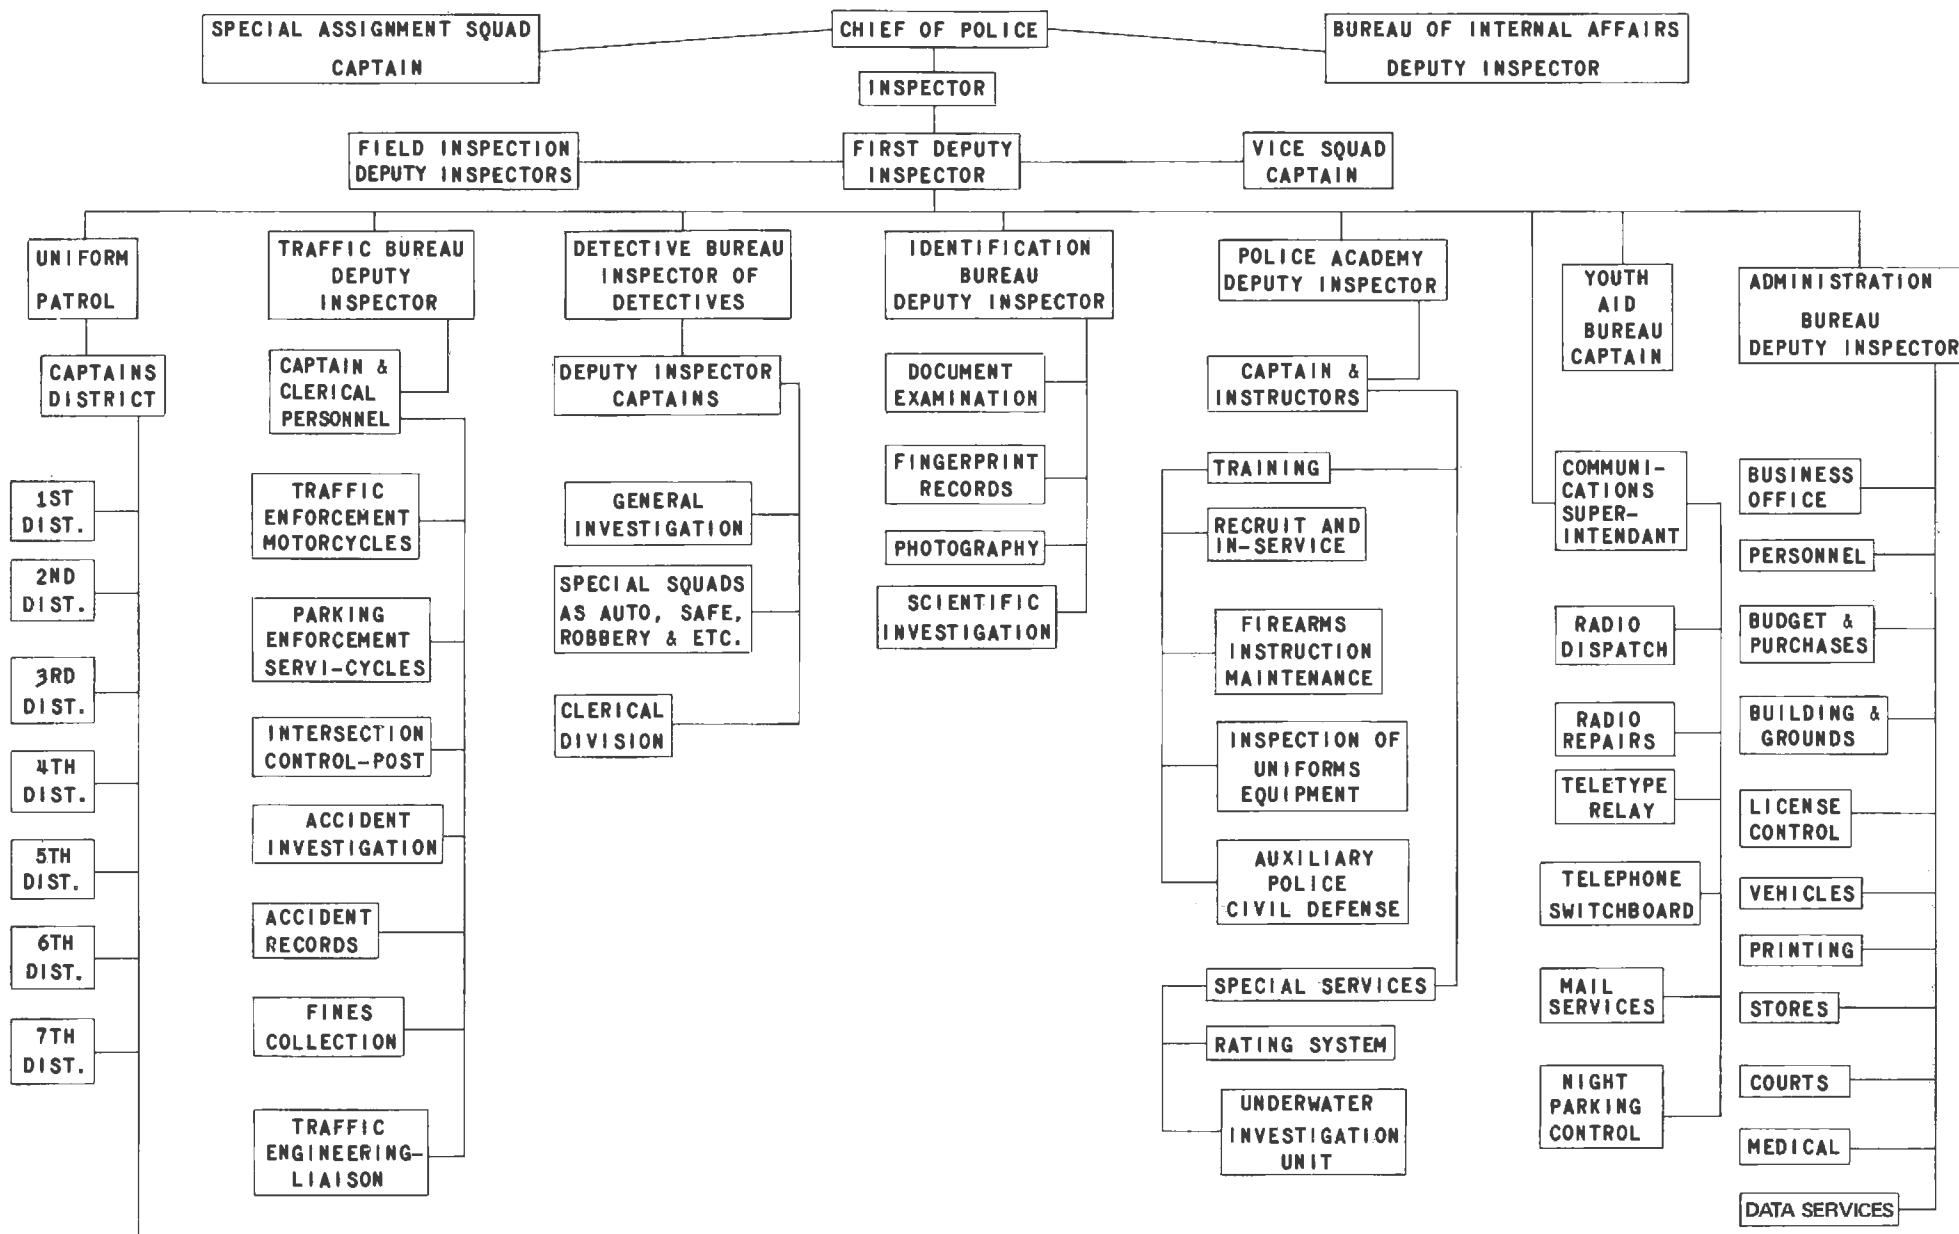 SPECIAL ASSIGNMENT SQUAD
CAPTAIN
CHIEF OF POLICE
BUREAU OF INTERNAL AFFAIRS
DEPUTY INSPECTOR
INSPECTOR
FIELD INSPECTION
DEPUTY INSPECTORS
FIRST DEPUTY
INSPECTOR
VICE SQUAD
CAPTAIN
UNIFORM
PATROL
CAPTAINS
DISTRICT
1ST
DIST.
2ND
DIST.
3RD
DIST.
4TH
DIST.
5TH
DIST.
6TH
DIST.
7TH
DIST.
TRAFFIC BUREAU
DEPUTY
INSPECTOR
CAPTAIN &
CLERICAL
PERSONNEL
TRAFFIC
ENFORCEMENT
MOTORCYCLES
PARKING
ENFORCEMENT
SERVI-CYCLES
INTERSECTION
CONTROL-POST
ACCIDENT
INVESTIGATION
ACCIDENT
RECORDS
FINES
COLLECTION
TRAFFIC
ENGINEERING-
LIAISON
DETECTIVE BUREAU
INSPECTOR OF
DETECTIVES
DEPUTY INSPECTOR
CAPTAINS
GENERAL
INVESTIGATION
SPECIAL SQUADS
AS AUTO, SAFE,
ROBBERY & ETC.
CLERICAL
DIVISION
IDENTIFICATION
BUREAU
DEPUTY INSPECTOR
DOCUMENT
EXAMINATION
FINGERPRINT
RECORDS
PHOTOGRAPHY
SCIENTIFIC
INVESTIGATION
POLICE ACADEMY
DEPUTY INSPECTOR
CAPTAIN &
INSTRUCTORS
TRAINING
RECRUIT AND
IN-SERVICE
FIREARMS
INSTRUCTION
MAINTENANCE
INSPECTION OF
UNIFORMS
EQUIPMENT
AUXILIARY
POLICE
CIVIL DEFENSE
SPECIAL SERVICES
RATING SYSTEM
UNDERWATER
INVESTIGATION
UNIT
YOUTH
AID
BUREAU
CAPTAIN
COMMUNI-
CATIONS
SUPER-
INTENDANT
RADIO
DISPATCH
RADIO
REPAIRS
TELETYPE
RELAY
TELEPHONE
SWITCHBOARD
MAIL
SERVICES
NIGHT
PARKING
CONTROL
ADMINISTRATION
BUREAU
DEPUTY INSPECTOR
BUSINESS
OFFICE
PERSONNEL
BUDGET &
PURCHASES
BUILDING &
GROUNDS
LICENSE
CONTROL
VEHICLES
PRINTING
STORES
COURTS
MEDICAL
DATA SERVICES